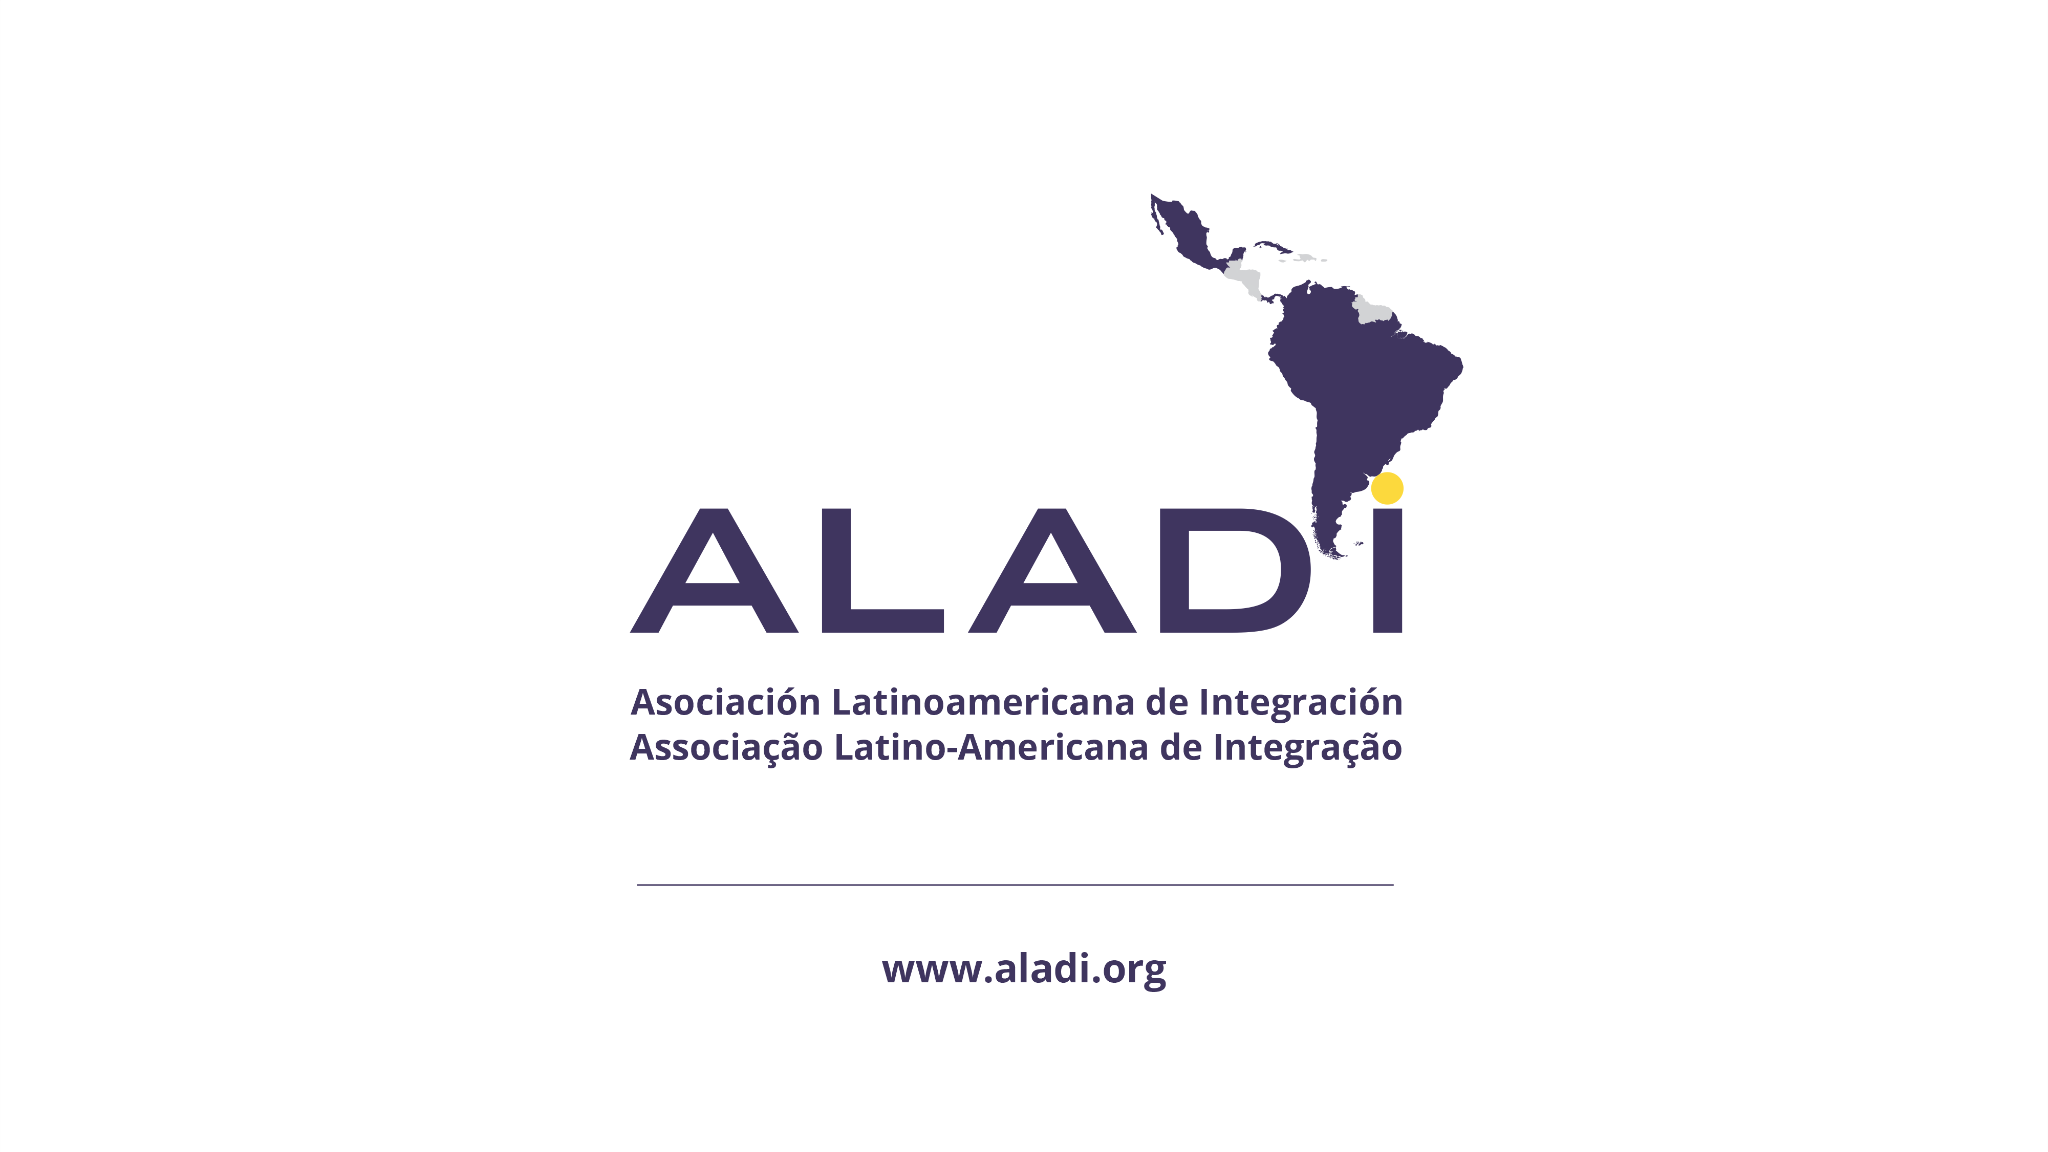 ALADI
Asociación Latinoamericana de Integración
Associação Latino-Americana de Integração
www.aladi.org